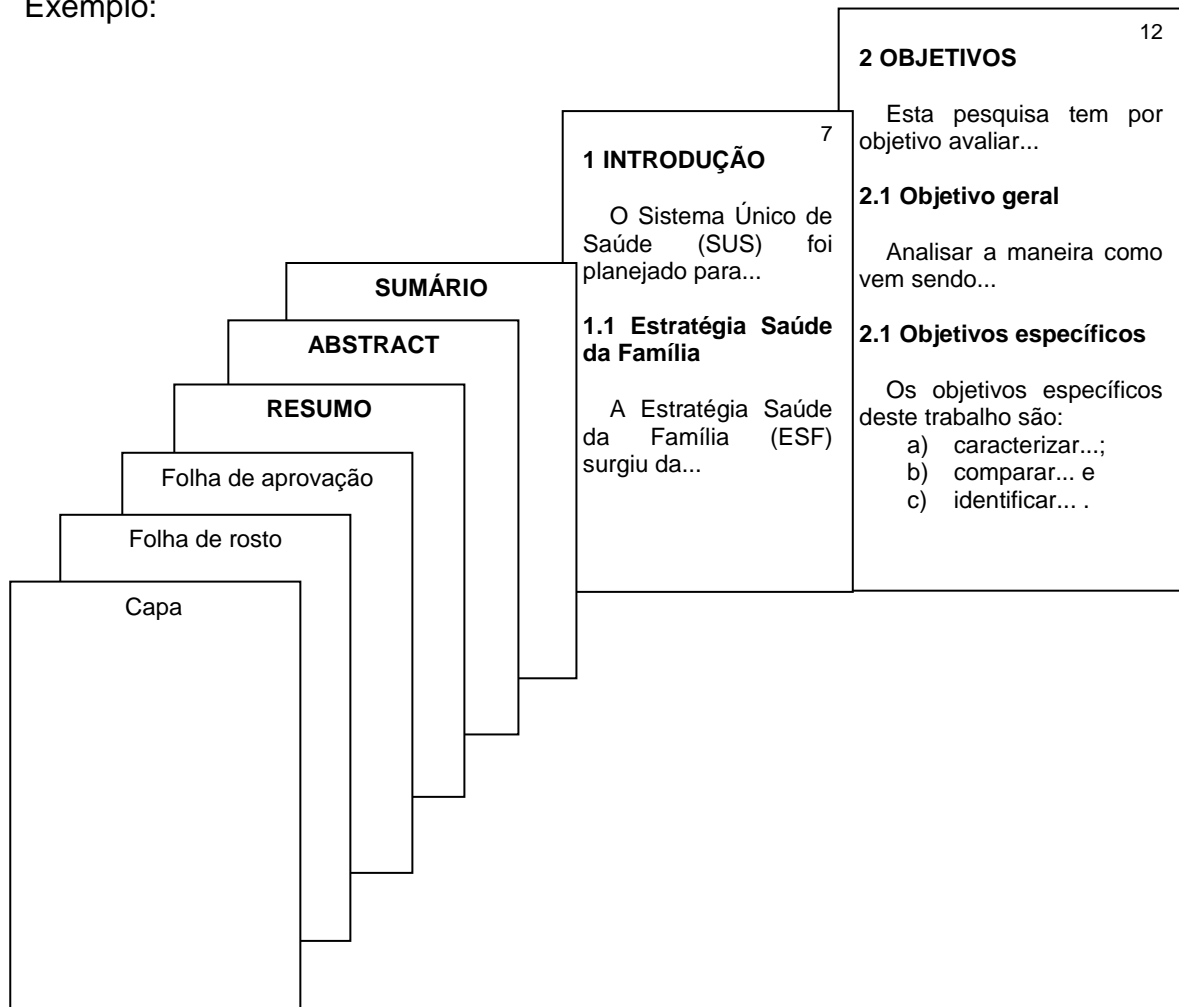 Exemplo:
12
2 OBJETIVOS
Esta pesquisa tem por
objetivo avaliar...
2.1 Objetivo geral
Analisar a maneira como
vem sendo...
2.1 Objetivos específicos
Os objetivos específicos
deste trabalho são:
a) caracterizar...;
b) comparar... e
c) identificar... .
7
1 INTRODUÇÃO
O Sistema Único de
Saúde (SUS) foi
planejado para...
1.1 Estratégia Saúde
da Família
A Estratégia Saúde
da Família (ESF)
surgiu da...
SUMÁRIO
ABSTRACT
RESUMO
Folha de aprovação
Folha de rosto
Capa